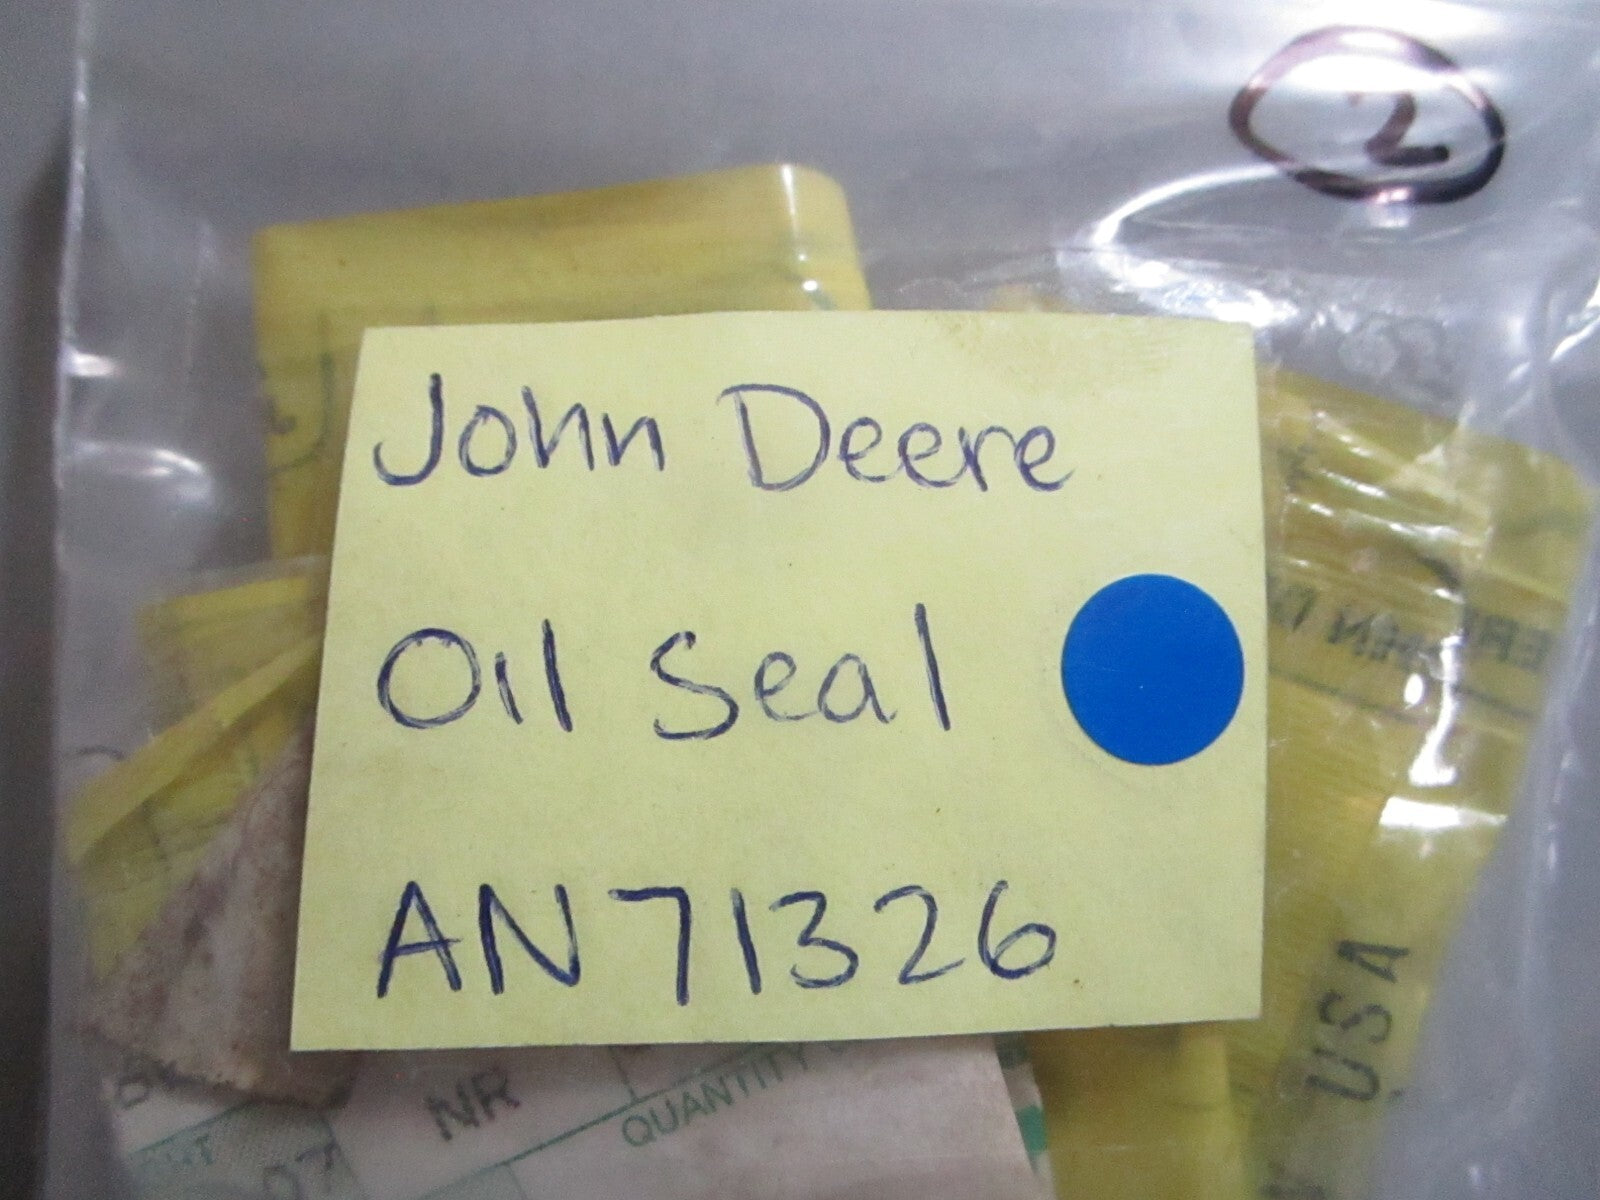 2
John Deere
Oil Seal
AN71326
USA
NR
QUANTITY